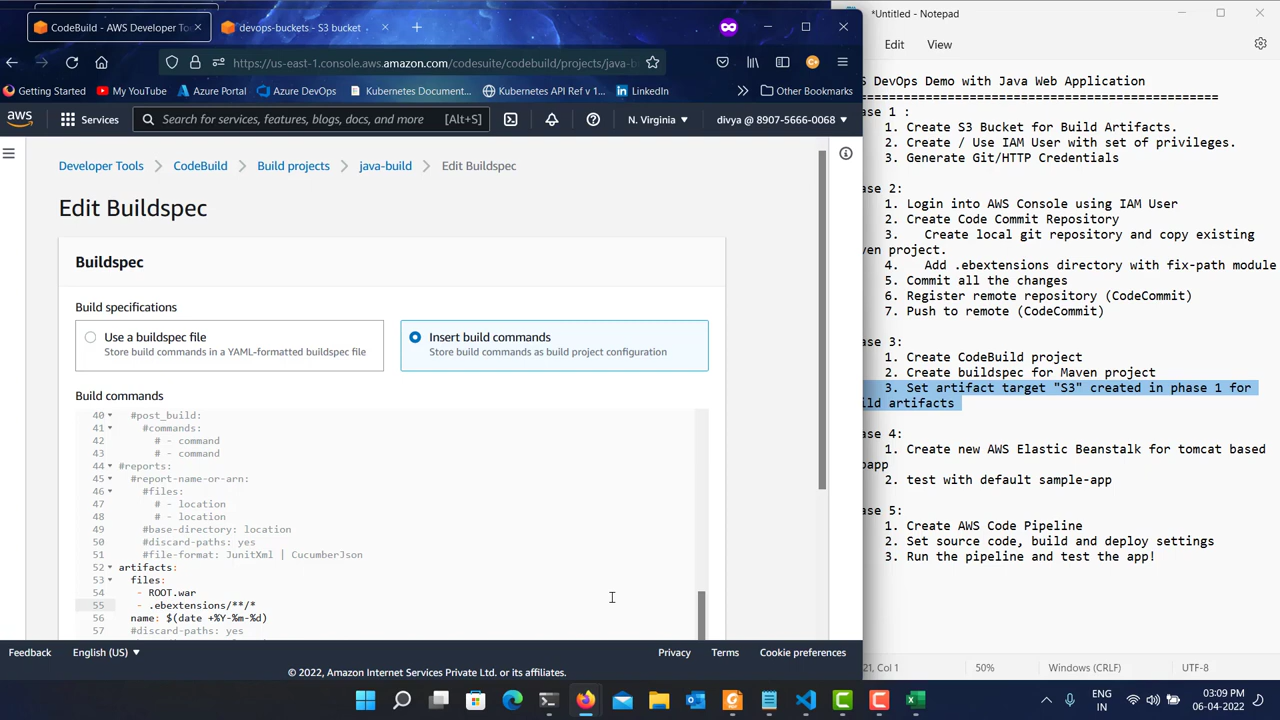 CodeBuild - AWS Developer To
devops-buckets - S3 bucket
*Untitled - Notepad
https://us-east-1.console.aws.amazon.com/codesuite/codebuild/projects/java-b
Edit
View
Getting Started
My YouTube
Azure Portal
Azure DevOps
Kubernetes Document...
Kubernetes API Ref v 1...
LinkedIn
Other Bookmarks
aws
Services
Search for services, features, blogs, docs, and more
[Alt+S]
N. Virginia
divya @ 8907-5666-0068
Developer Tools
CodeBuild
Build projects
java-build
Edit Buildspec
Edit Buildspec
Buildspec
Build specifications
Use a buildspec file
Store build commands in a YAML-formatted buildspec file
Insert build commands
Store build commands as build project configuration
Build commands
40 #post_build:
41 #commands:
42 # - command
43 # - command
44 #reports:
45 #report-name-or-arn:
46 #files:
47 # - location
48 # - location
49 #base-directory: location
50 #discard-paths: yes
51 #file-format: JunitXml | CucumberJson
52 artifacts:
53 files:
54 - ROOT.war
55 - .ebextensions/**/*
56 name: $(date +%Y-%m-%d)
57 #discard-paths: yes
Feedback
English (US)
Privacy
Terms
Cookie preferences
© 2022, Amazon Internet Services Private Ltd. or its affiliates.
S DevOps Demo with Java Web Application
===============================================
ase 1 :
1. Create S3 Bucket for Build Artifacts.
2. Create / Use IAM User with set of privileges.
3. Generate Git/HTTP Credentials
ase 2:
1. Login into AWS Console using IAM User
2. Create Code Commit Repository
3. Create local git repository and copy existing
ven project.
4. Add .ebextensions directory with fix-path module
5. Commit all the changes
6. Register remote repository (CodeCommit)
7. Push to remote (CodeCommit)
ase 3:
1. Create CodeBuild project
2. Create buildspec for Maven project
3. Set artifact target "S3" created in phase 1 for
ild artifacts
ase 4:
1. Create new AWS Elastic Beanstalk for tomcat based
bapp
2. test with default sample-app
ase 5:
1. Create AWS Code Pipeline
2. Set source code, build and deploy settings
3. Run the pipeline and test the app!
21, Col 1
50%
Windows (CRLF)
UTF-8
ENG
IN
03:09 PM
06-04-2022